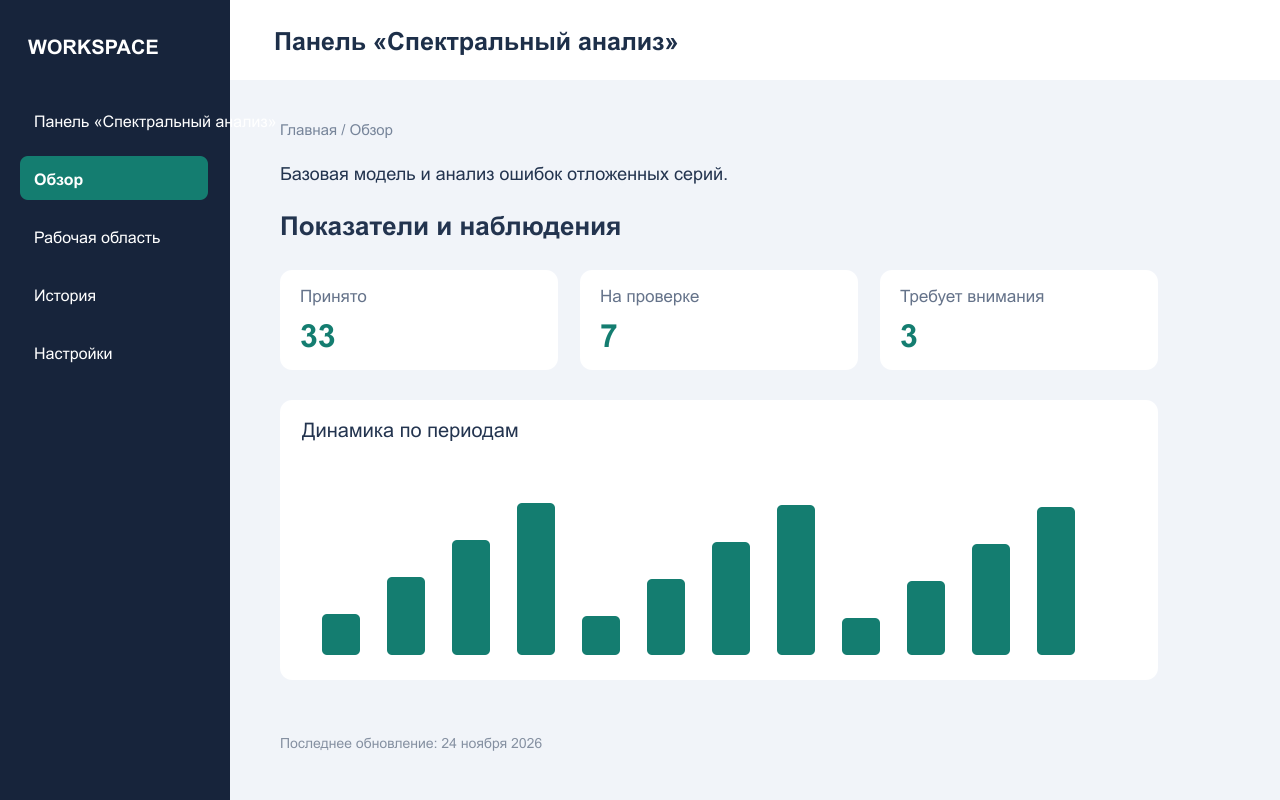 WORKSPACE
Панель «Спектральный анализ»
Обзор
Рабочая область
История
Настройки
Панель «Спектральный анализ»
Главная / Обзор
Базовая модель и анализ ошибок отложенных серий.
Показатели и наблюдения
Принято
33
На проверке
7
Требует внимания
3
Динамика по периодам
Последнее обновление: 24 ноября 2026